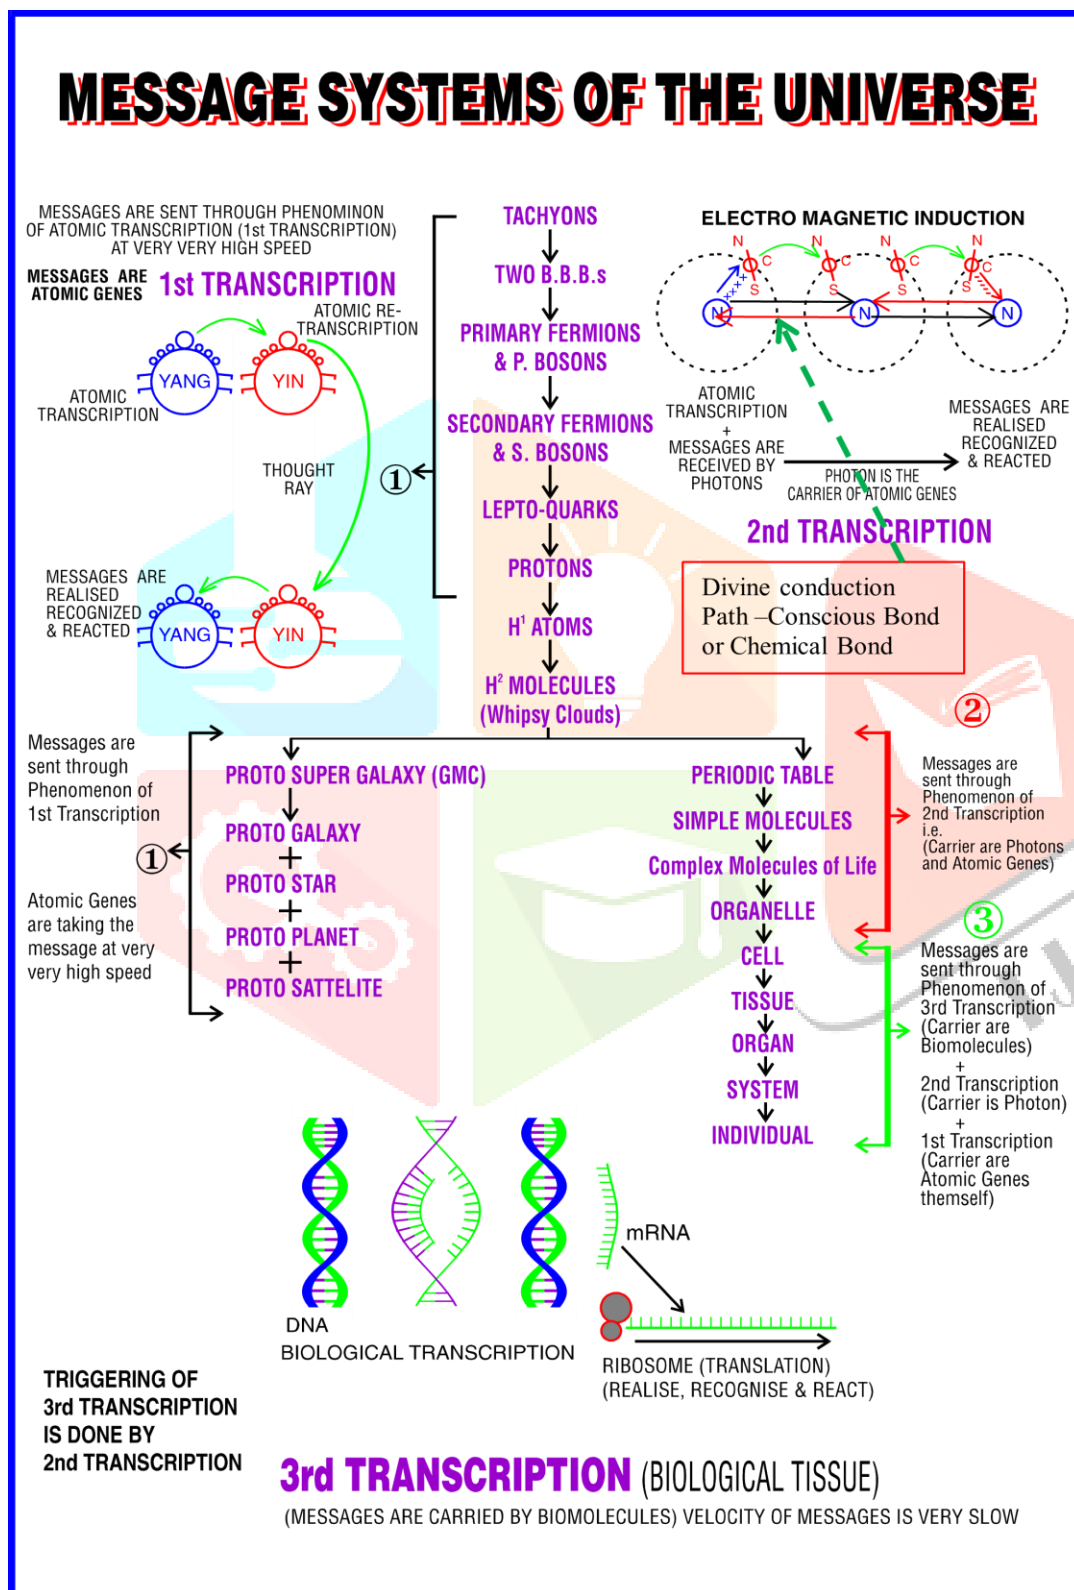 MESSAGE SYSTEMS OF THE UNIVERSE
MESSAGES ARE SENT THROUGH PHENOMINON
OF ATOMIC TRANSCRIPTION (1st TRANSCRIPTION)
AT VERY VERY HIGH SPEED
MESSAGES ARE
ATOMIC GENES
1st TRANSCRIPTION
ATOMIC RE-
TRANSCRIPTION
YANG
YIN
ATOMIC
TRANSCRIPTION
THOUGHT
RAY
MESSAGES ARE
REALISED
RECOGNIZED
& REACTED
YANG
YIN
①
TACHYONS
TWO B.B.B.s
PRIMARY FERMIONS
& P. BOSONS
SECONDARY FERMIONS
& S. BOSONS
LEPTO-QUARKS
PROTONS
H¹ ATOMS
H² MOLECULES
(Whipsy Clouds)
ELECTRO MAGNETIC INDUCTION
N
C
S
N
S
N
C
S
N
C
S
N
N
N
ATOMIC
TRANSCRIPTION
+
MESSAGES ARE
RECEIVED BY
PHOTONS
PHOTON IS THE
CARRIER OF ATOMIC GENES
MESSAGES ARE
REALISED
RECOGNIZED
& REACTED
2nd TRANSCRIPTION
Divine conduction
Path –Conscious Bond
or Chemical Bond
Messages are
sent through
Phenomenon of
1st Transcription
①
Atomic Genes
are taking the
message at very
very high speed
PROTO SUPER GALAXY (GMC)
PROTO GALAXY
+
PROTO STAR
+
PROTO PLANET
+
PROTO SATTELITE
PERIODIC TABLE
SIMPLE MOLECULES
Complex Molecules of Life
ORGANELLE
CELL
TISSUE
ORGAN
SYSTEM
INDIVIDUAL
②
Messages are
sent through
Phenomenon of
2nd Transcription
i.e.
(Carrier are Photons
and Atomic Genes)
③
Messages are
sent through
Phenomenon of
3rd Transcription
(Carrier are
Biomolecules)
+
2nd Transcription
(Carrier is Photon)
+
1st Transcription
(Carrier are
Atomic Genes
themself)
DNA
BIOLOGICAL TRANSCRIPTION
mRNA
RIBOSOME (TRANSLATION)
(REALISE, RECOGNISE & REACT)
TRIGGERING OF
3rd TRANSCRIPTION
IS DONE BY
2nd TRANSCRIPTION
3rd TRANSCRIPTION (BIOLOGICAL TISSUE)
(MESSAGES ARE CARRIED BY BIOMOLECULES) VELOCITY OF MESSAGES IS VERY SLOW